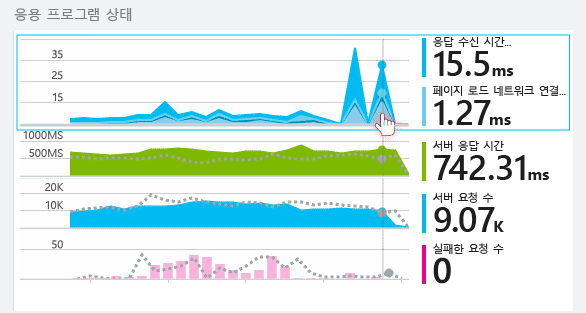 응용 프로그램 상태
35
25
15
응답 수신 시간...
15.5ms
페이지 로드 네트워크 연결...
1.27ms
1000MS
500MS
서버 응답 시간
742.31ms
20K
10K
서버 요청 수
9.07K
50
실패한 요청 수
0